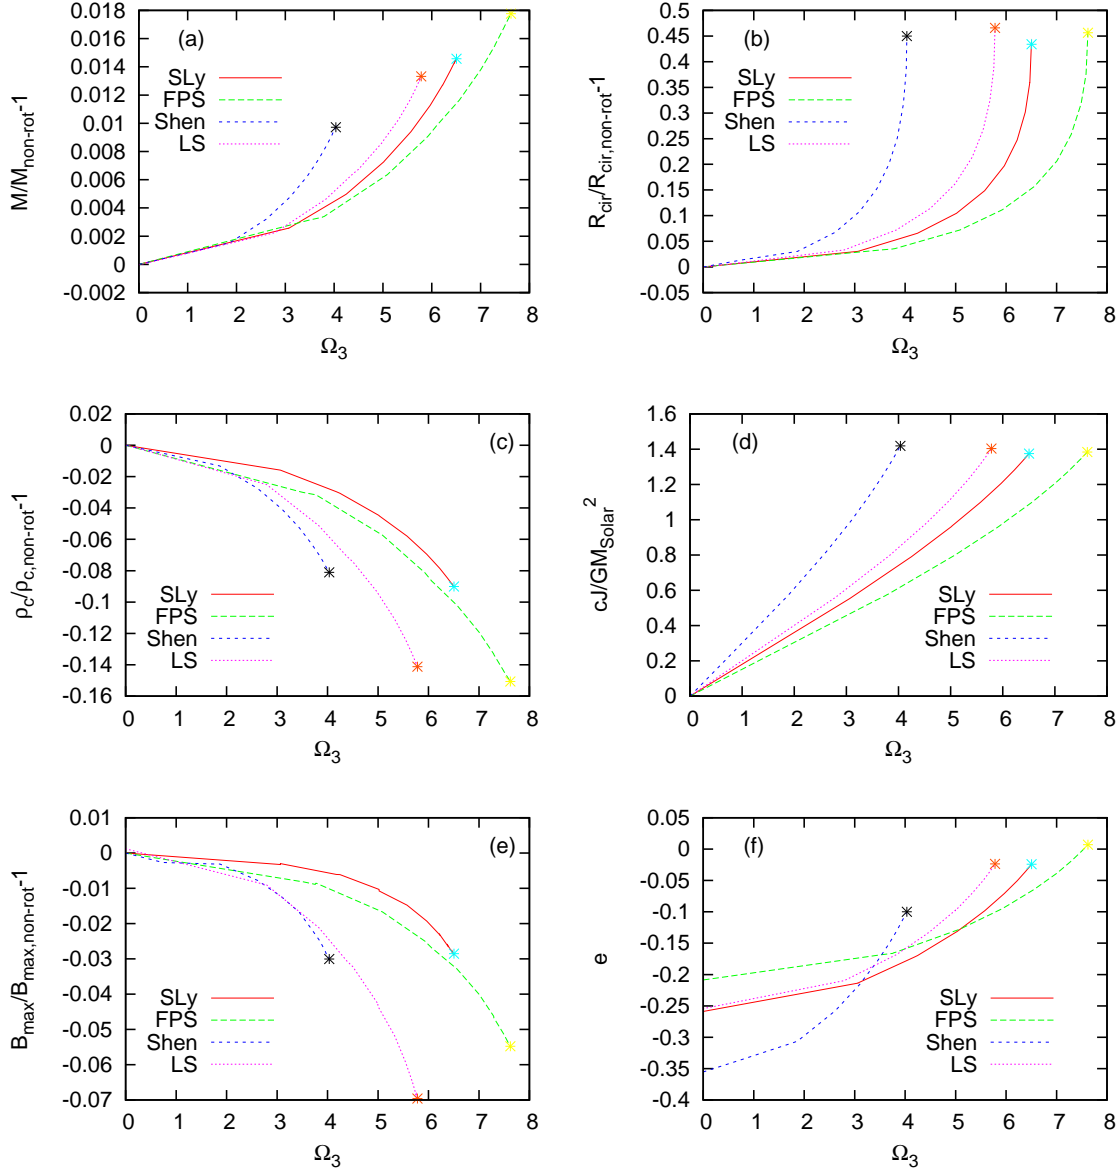 0.018
0.016
0.014
0.012
0.01
0.008
0.006
0.004
0.002
0
-0.002
M/M_non-rot-1
(a)
SLy
FPS
Shen
LS
0 1 2 3 4 5 6 7 8
Ω3
0.5
0.45
0.4
0.35
0.3
0.25
0.2
0.15
0.1
0.05
0
-0.05
R_cir/R_cir,non-rot-1
(b)
SLy
FPS
Shen
LS
0 1 2 3 4 5 6 7 8
Ω3
0.02
0
-0.02
-0.04
-0.06
-0.08
-0.1
-0.12
-0.14
-0.16
ρ_c/ρ_c,non-rot-1
(c)
SLy
FPS
Shen
LS
0 1 2 3 4 5 6 7 8
Ω3
1.6
1.4
1.2
1
0.8
0.6
0.4
0.2
0
cJ/GM_Solar^2
(d)
SLy
FPS
Shen
LS
0 1 2 3 4 5 6 7 8
Ω3
0.01
0
-0.01
-0.02
-0.03
-0.04
-0.05
-0.06
-0.07
B_max/B_max,non-rot-1
(e)
SLy
FPS
Shen
LS
0 1 2 3 4 5 6 7 8
Ω3
0.05
0
-0.05
-0.1
-0.15
-0.2
-0.25
-0.3
-0.35
-0.4
e
(f)
SLy
FPS
Shen
LS
0 1 2 3 4 5 6 7 8
Ω3